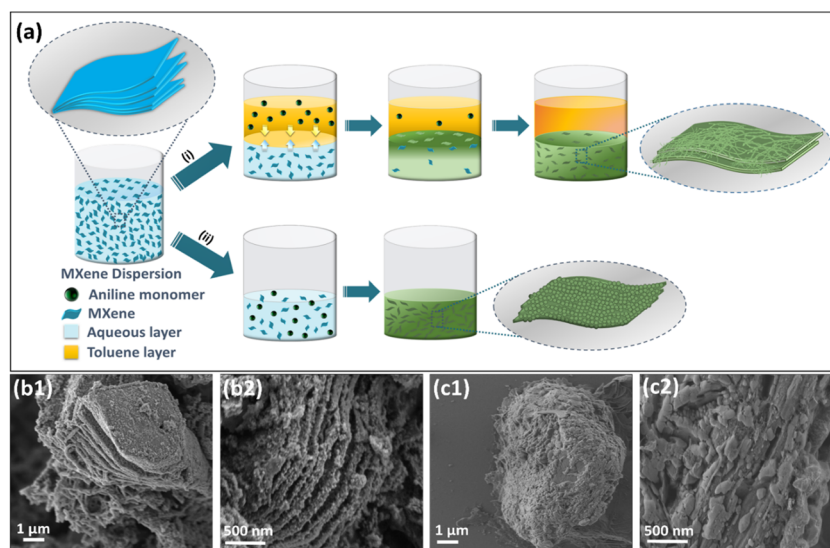 (a)
(i)
(ii)
MXene Dispersion
Aniline monomer
MXene
Aqueous layer
Toluene layer
(b1)
1 µm
(b2)
500 nm
(c1)
1 µm
(c2)
500 nm